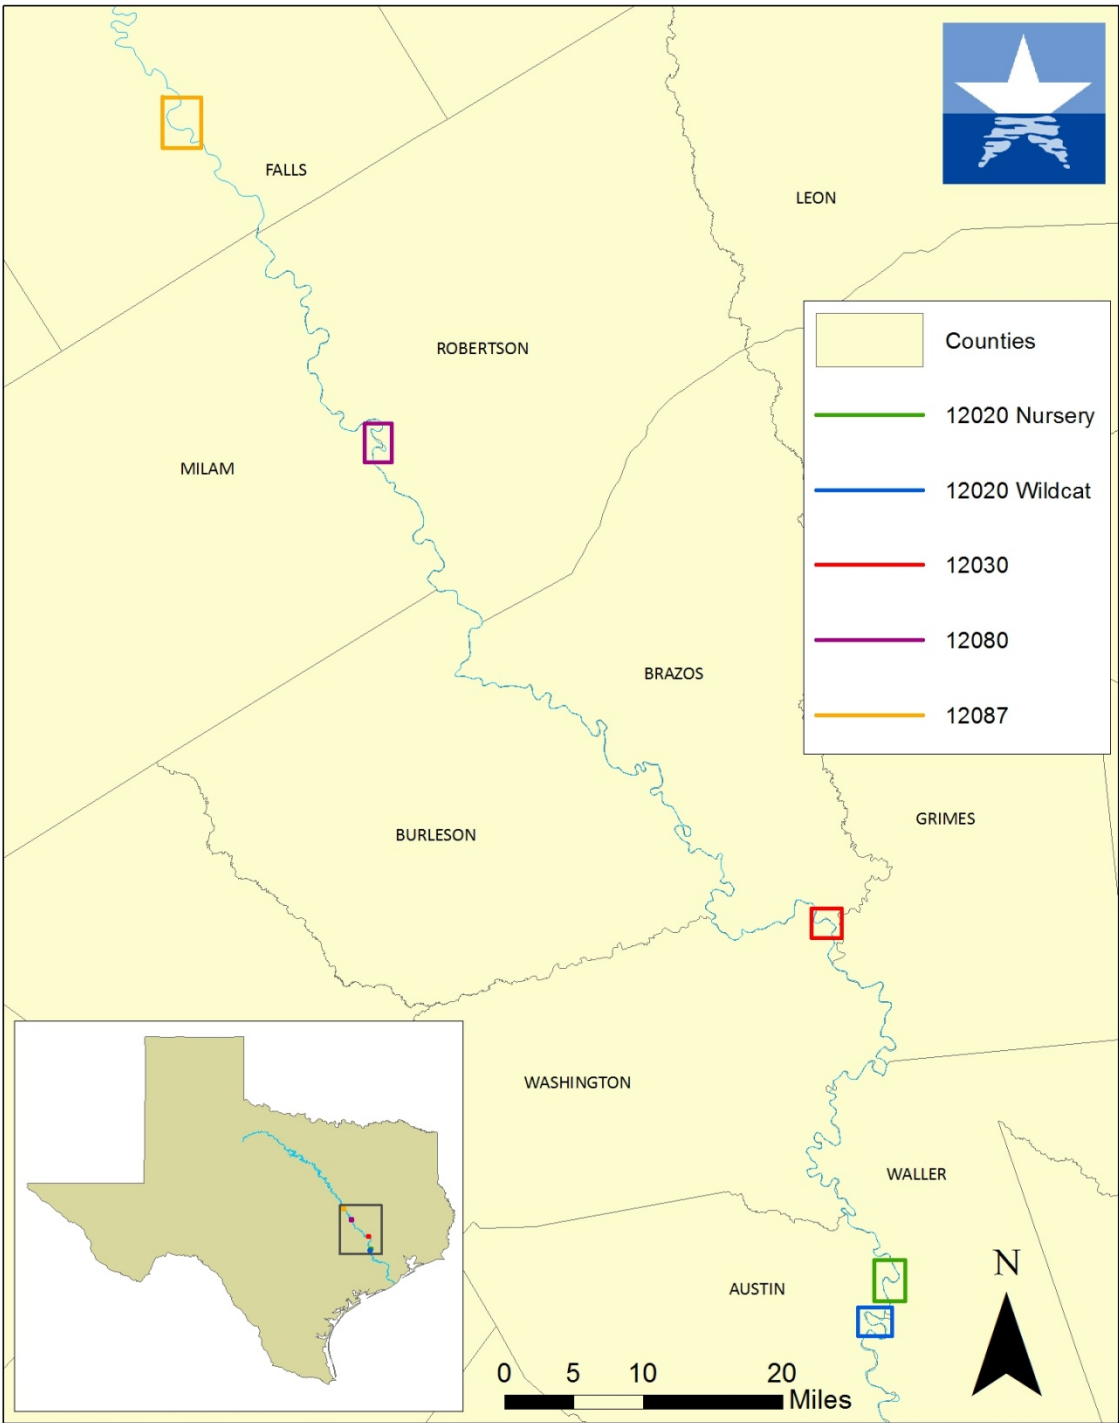 FALLS
LEON
Counties
ROBERTSON
12020 Nursery
MILAM
12020 Wildcat
12030
12080
BRAZOS
12087
GRIMES
BURLESON
WASHINGTON
WALLER
N
AUSTIN
0 5 10 20
Miles